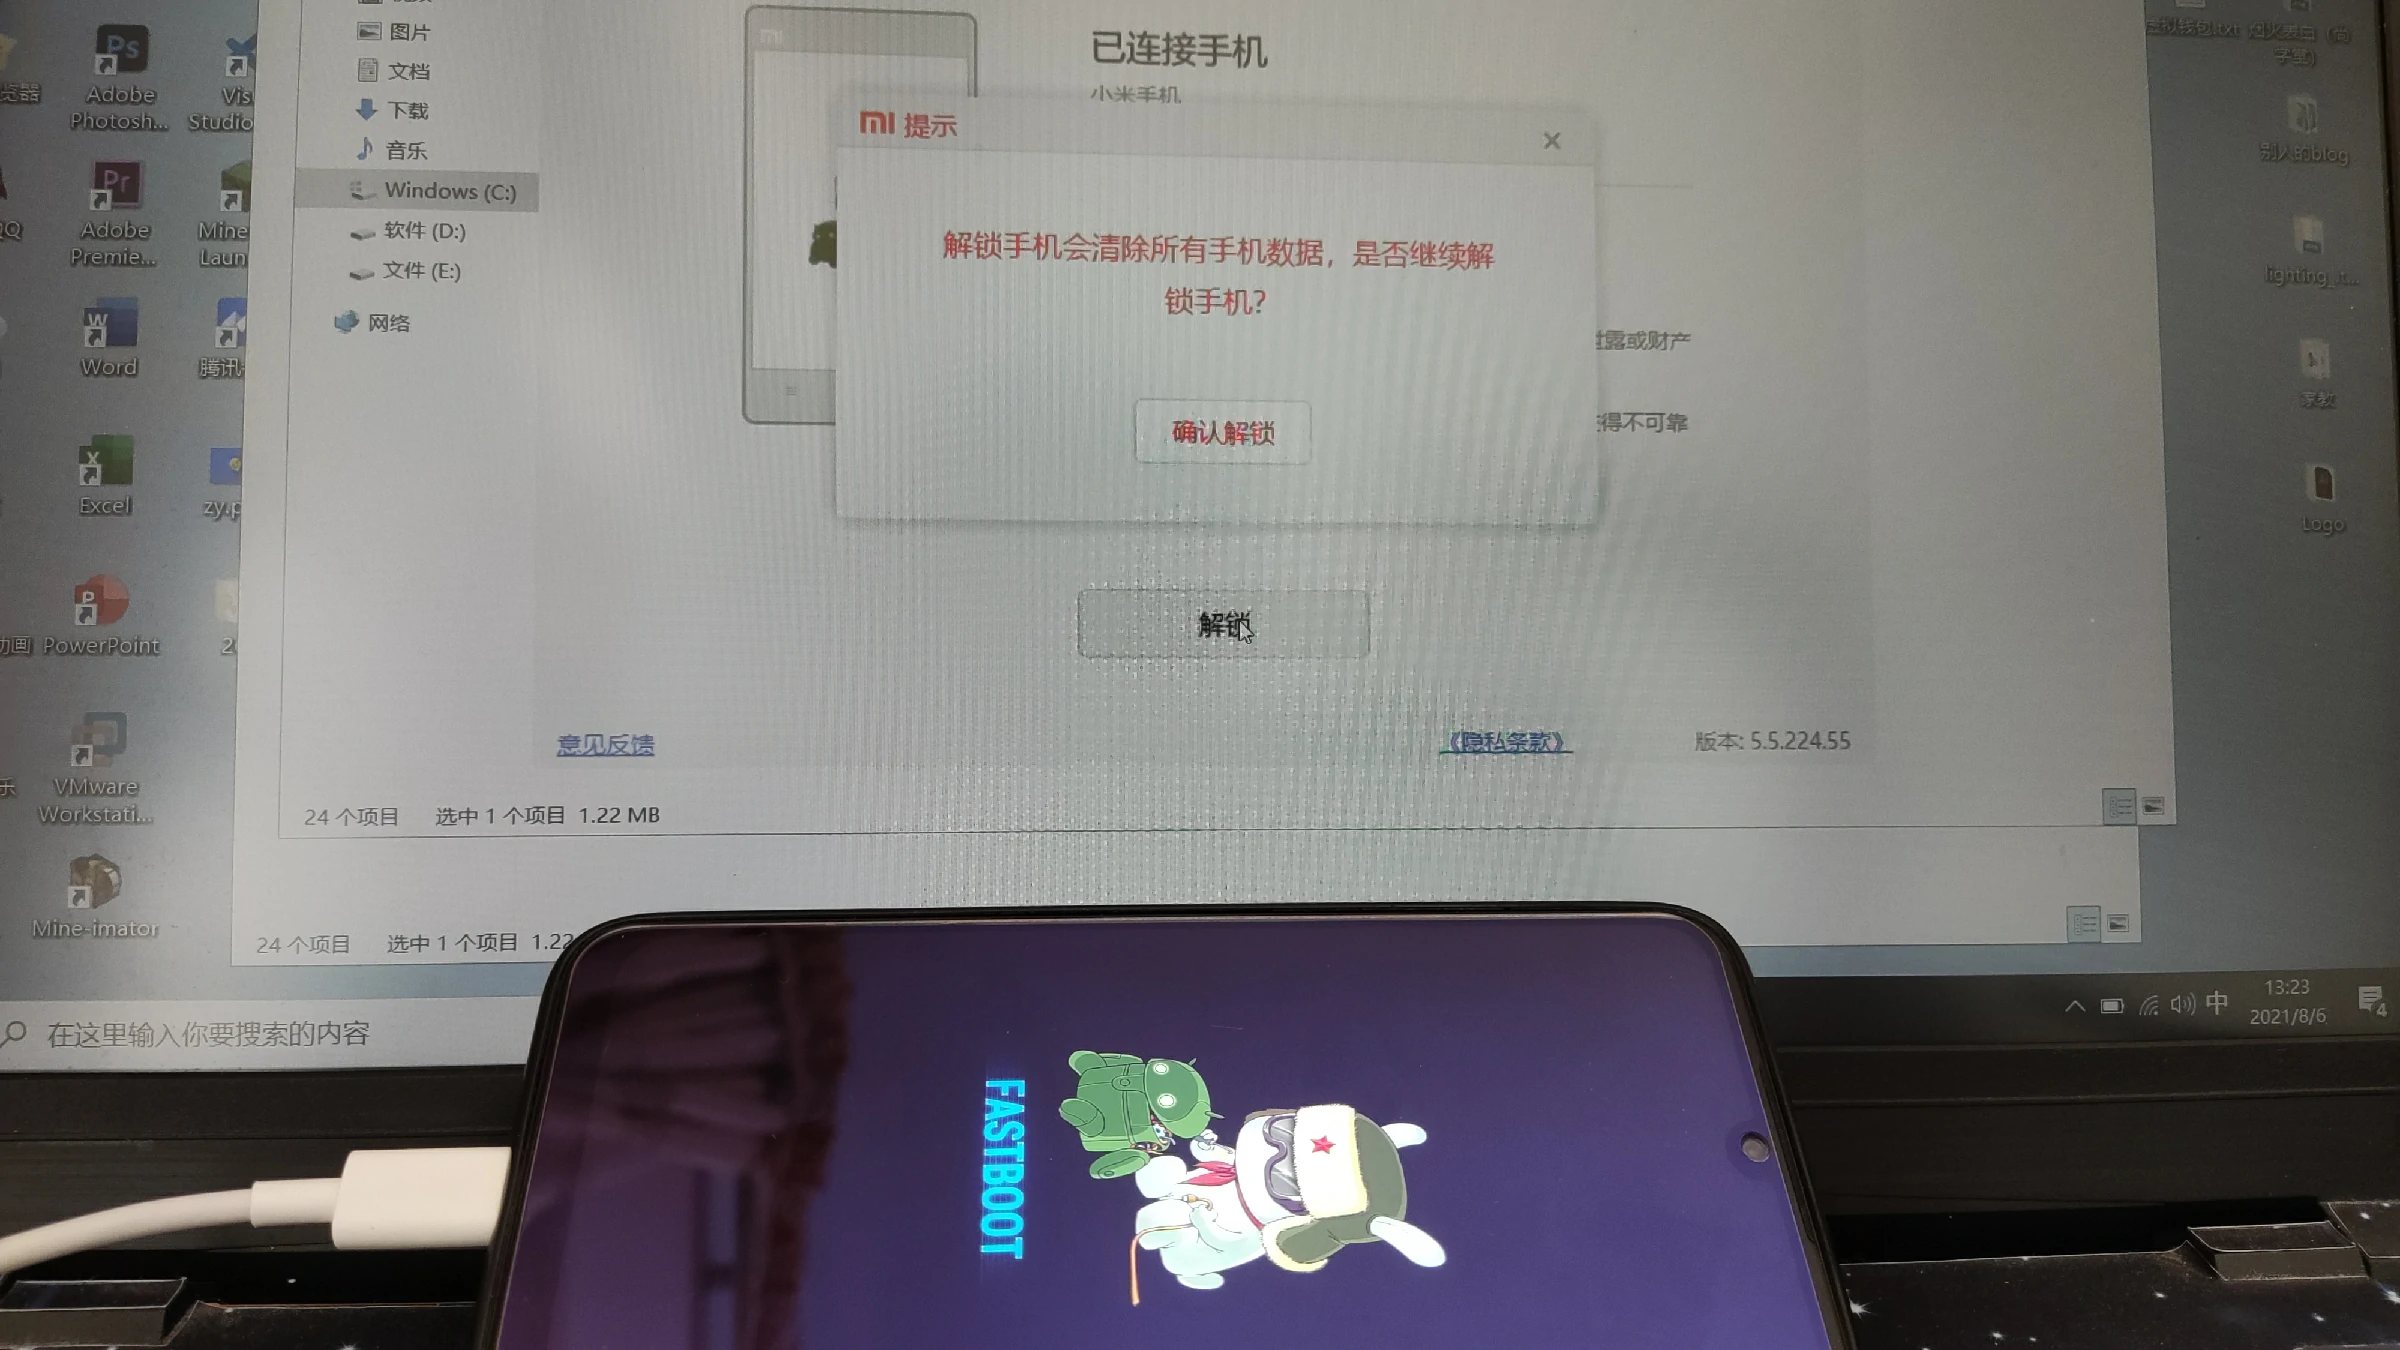 图片
文档
下载
音乐
Windows (C:)
软件 (D:)
文件 (E:)
网络
Ps
Adobe
Photosh...
Vis
Studio
Pr
Adobe
Premie...
Mine
Laun
QQ
览器
W
Word
腾讯
X
Excel
zy.p
P
PowerPoint
动画
2
VMware
Workstati...
乐
Mine-imator
已连接手机
小米手机
mi 提示
解锁手机会清除所有手机数据，是否继续解
锁手机?
确认解锁
露或财产
得不可靠
解锁
意见反馈
《隐私条款》
版本: 5.5.224.55
24 个项目 选中 1 个项目 1.22 MB
24 个项目 选中 1 个项目 1.22
别人的blog
lighting_...
家教
Logo
在这里输入你要搜索的内容
中
13:23
2021/8/6
4
FASTBOOT